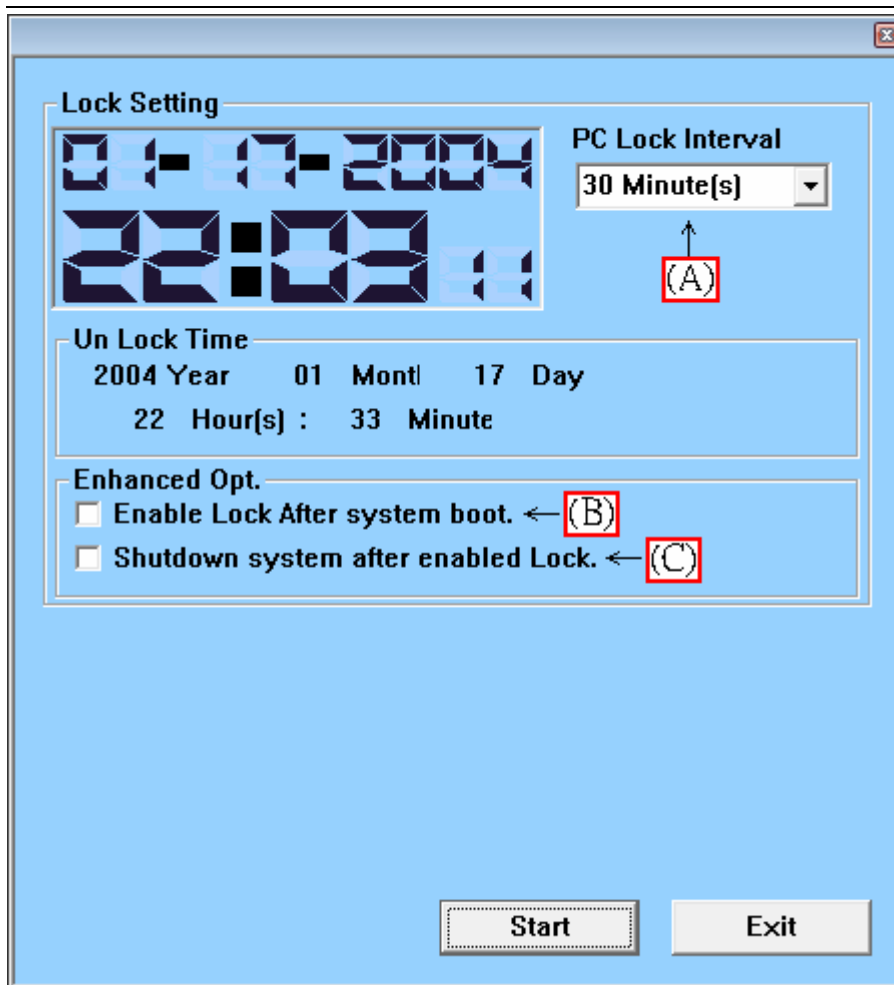 Lock Setting
01-17-2004
22:03 11
PC Lock Interval
30 Minute(s)
(A)
Un Lock Time
2004 Year 01 Montl 17 Day
22 Hour(s) : 33 Minute
Enhanced Opt.
Enable Lock After system boot. (B)
Shutdown system after enabled Lock. (C)
Start Exit